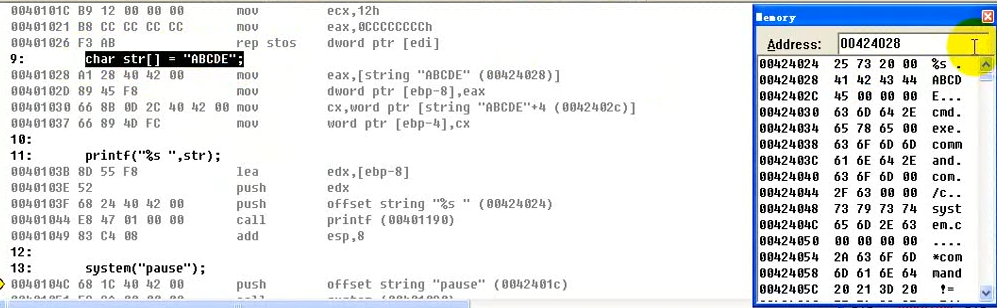 0040101C B9 12 00 00 00 mov ecx,12h
00401021 B8 CC CC CC CC mov eax,0CCCCCCCCh
00401026 F3 AB rep stos dword ptr [edi]
9: char str[] = "ABCDE";
00401028 A1 28 40 42 00 mov eax,[string "ABCDE" (00424028)]
0040102D 89 45 F8 mov dword ptr [ebp-8],eax
00401030 66 8B 0D 2C 40 42 00 mov cx,word ptr [string "ABCDE"+4 (0042402c)]
00401037 66 89 4D FC mov word ptr [ebp-4],cx
10:
11: printf("%s ",str);
0040103B 8D 55 F8 lea edx,[ebp-8]
0040103E 52 push edx
0040103F 68 24 40 42 00 push offset string "%s " (00424024)
00401044 E8 47 01 00 00 call printf (00401190)
00401049 83 C4 08 add esp,8
12:
13: system("pause");
0040104C 68 1C 40 42 00 push offset string "pause" (0042401c)
Memory
Address: 00424028
00424024 25 73 20 00 %s .
00424028 41 42 43 44 ABCD
0042402C 45 00 00 00 E...
00424030 63 6D 64 2E cmd.
00424034 65 78 65 00 exe.
00424038 63 6F 6D 6D comm
0042403C 61 6E 64 2E and.
00424040 63 6F 6D 00 com.
00424044 2F 63 00 00 /c..
00424048 73 79 73 74 syst
0042404C 65 6D 2E 63 em.c
00424050 00 00 00 00 ....
00424054 2A 63 6F 6D *com
00424058 6D 61 6E 64 mand
0042405C 20 21 3D 20 !=